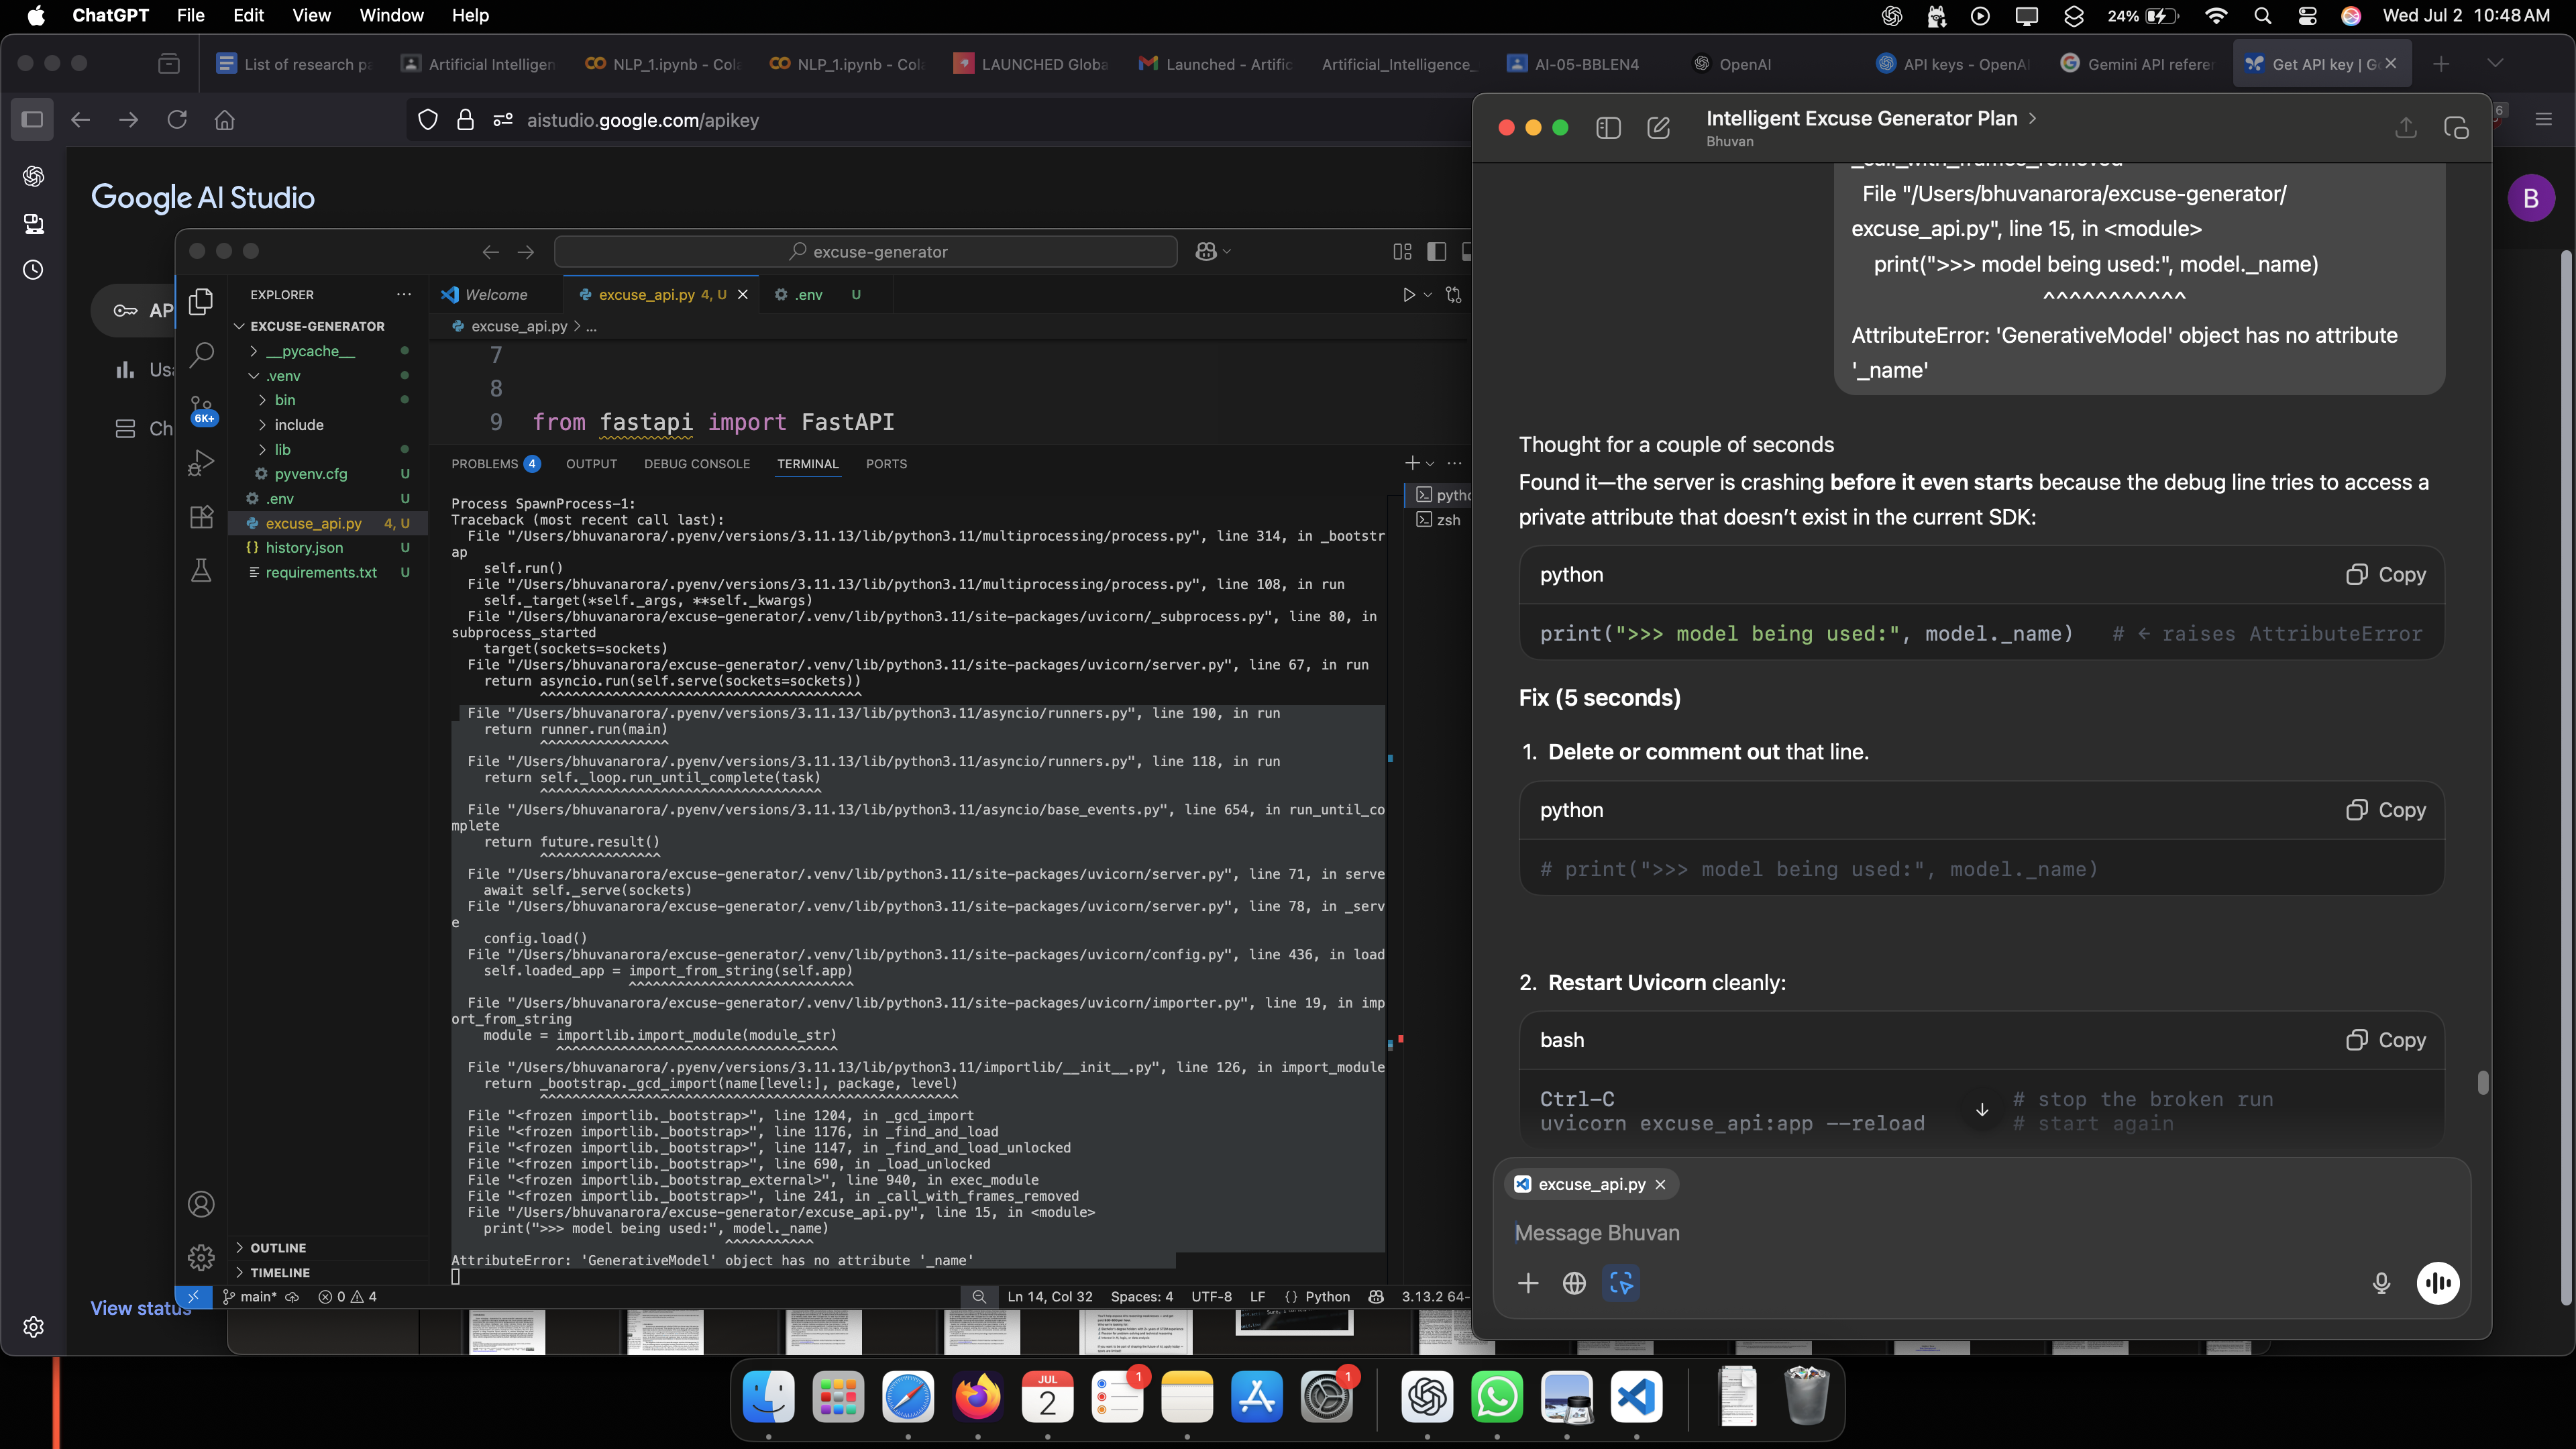 ChatGPT File Edit View Window Help
24% Wed Jul 2 10:48 AM
List of research pa
Artificial Intelligen
NLP_1.ipynb - Cola
NLP_1.ipynb - Cola
LAUNCHED Globa
Launched - Artific
Artificial_Intelligence_
AI-05-BBLEN4
OpenAI
API keys - OpenAI
Gemini API referen
Get API key | G
aistudio.google.com/apikey
6
Google AI Studio
B
AP
Usa
Ch
View status
excuse-generator
EXPLORER
EXCUSE-GENERATOR
__pycache__
.venv
bin
include
lib
pyvenv.cfg U
.env U
excuse_api.py 4, U
history.json U
requirements.txt U
6K+
OUTLINE
TIMELINE
Welcome
excuse_api.py 4, U
.env U
excuse_api.py > ...
7
8
9 from fastapi import FastAPI
PROBLEMS 4 OUTPUT DEBUG CONSOLE TERMINAL PORTS
pytho
zsh
Process SpawnProcess-1:
Traceback (most recent call last):
File "/Users/bhuvanarora/.pyenv/versions/3.11.13/lib/python3.11/multiprocessing/process.py", line 314, in _bootstr
ap
self.run()
File "/Users/bhuvanarora/.pyenv/versions/3.11.13/lib/python3.11/multiprocessing/process.py", line 108, in run
self._target(*self._args, **self._kwargs)
File "/Users/bhuvanarora/excuse-generator/.venv/lib/python3.11/site-packages/uvicorn/_subprocess.py", line 80, in
subprocess_started
target(sockets=sockets)
File "/Users/bhuvanarora/excuse-generator/.venv/lib/python3.11/site-packages/uvicorn/server.py", line 67, in run
return asyncio.run(self.serve(sockets=sockets))
^^^^^^^^^^^^^^^^^^^^^^^^^^^^^^^^^^^^^^^^
File "/Users/bhuvanarora/.pyenv/versions/3.11.13/lib/python3.11/asyncio/runners.py", line 190, in run
return runner.run(main)
^^^^^^^^^^^^^^^^
File "/Users/bhuvanarora/.pyenv/versions/3.11.13/lib/python3.11/asyncio/runners.py", line 118, in run
return self._loop.run_until_complete(task)
^^^^^^^^^^^^^^^^^^^^^^^^^^^^^^^^^^^
File "/Users/bhuvanarora/.pyenv/versions/3.11.13/lib/python3.11/asyncio/base_events.py", line 654, in run_until_co
mplete
return future.result()
^^^^^^^^^^^^^^^
File "/Users/bhuvanarora/excuse-generator/.venv/lib/python3.11/site-packages/uvicorn/server.py", line 71, in serve
await self._serve(sockets)
File "/Users/bhuvanarora/excuse-generator/.venv/lib/python3.11/site-packages/uvicorn/server.py", line 78, in _serv
e
config.load()
File "/Users/bhuvanarora/excuse-generator/.venv/lib/python3.11/site-packages/uvicorn/config.py", line 436, in load
self.loaded_app = import_from_string(self.app)
^^^^^^^^^^^^^^^^^^^^^^^^^^^^
File "/Users/bhuvanarora/excuse-generator/.venv/lib/python3.11/site-packages/uvicorn/importer.py", line 19, in imp
ort_from_string
module = importlib.import_module(module_str)
^^^^^^^^^^^^^^^^^^^^^^^^^^^^^^^^^^^
File "/Users/bhuvanarora/.pyenv/versions/3.11.13/lib/python3.11/importlib/__init__.py", line 126, in import_module
return _bootstrap._gcd_import(name[level:], package, level)
^^^^^^^^^^^^^^^^^^^^^^^^^^^^^^^^^^^^^^^^^^^^^^^^^^^^
File "<frozen importlib._bootstrap>", line 1204, in _gcd_import
File "<frozen importlib._bootstrap>", line 1176, in _find_and_load
File "<frozen importlib._bootstrap>", line 1147, in _find_and_load_unlocked
File "<frozen importlib._bootstrap>", line 690, in _load_unlocked
File "<frozen importlib._bootstrap_external>", line 940, in exec_module
File "<frozen importlib._bootstrap>", line 241, in _call_with_frames_removed
File "/Users/bhuvanarora/excuse-generator/excuse_api.py", line 15, in <module>
print(">>> model being used:", model._name)
^^^^^^^^^^^
AttributeError: 'GenerativeModel' object has no attribute '_name'
main* 0 4 Ln 14, Col 32 Spaces: 4 UTF-8 LF {} Python 3.13.2 64-
Intelligent Excuse Generator Plan >
Bhuvan
_call_with_frames_removed
File "/Users/bhuvanarora/excuse-generator/
excuse_api.py", line 15, in <module>
print(">>> model being used:", model._name)
^^^^^^^^^^^
AttributeError: 'GenerativeModel' object has no attribute
'_name'
Thought for a couple of seconds
Found it—the server is crashing before it even starts because the debug line tries to access a
private attribute that doesn't exist in the current SDK:
python Copy
print(">>> model being used:", model._name) # ← raises AttributeError
Fix (5 seconds)
1. Delete or comment out that line.
python Copy
# print(">>> model being used:", model._name)
2. Restart Uvicorn cleanly:
bash Copy
Ctrl-C # stop the broken run
uvicorn excuse_api:app --reload # start again
excuse_api.py
Message Bhuvan
JUL
2
1
1